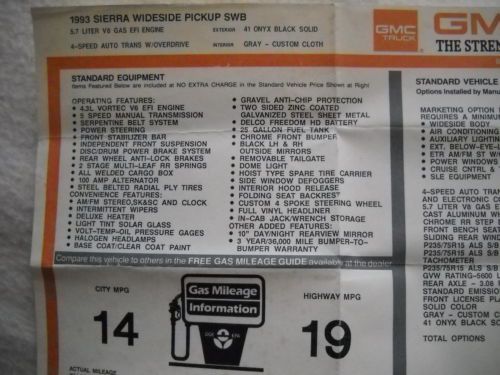 1993 SIERRA WIDESIDE PICKUP SWB
5.7 LITER V8 GAS EFI ENGINE EXTERIOR 41 ONYX BLACK SOLID
4-SPEED AUTO TRANS W/OVERDRIVE INTERIOR GRAY - CUSTOM CLOTH
GMC
TRUCK
GM
THE STREN
STANDARD EQUIPMENT
Items Featured Below are included at NO EXTRA CHARGE in the Standard Vehicle Price Shown at Right
OPERATING FEATURES:
• 4.3L VORTEC V6 EFI ENGINE
• 5 SPEED MANUAL TRANSMISSION
• SERPENTINE BELT SYSTEM
• POWER STEERING
• FRONT STABILIZER BAR
• INDEPENDENT FRONT SUSPENSION
• DISC/DRUM POWER BRAKE SYSTEM
• REAR WHEEL ANTI-LOCK BRAKES
• 2 STAGE MULTI-LEAF RR SPRINGS
• ALL WELDED CARGO BOX
• 100 AMP ALTERNATOR
• STEEL BELTED RADIAL PLY TIRES
CONVENIENCE FEATURES:
• AM/FM STEREO,SK&SC AND CLOCK
• INTERMITTENT WIPERS
• DELUXE HEATER
• LIGHT TINT SOLAR GLASS
• VOLT-TEMP-OIL PRESSURE GAGES
• HALOGEN HEADLAMPS
• BASE COAT/CLEAR COAT PAINT
• GRAVEL ANTI-CHIP PROTECTION
• TWO SIDED ZINC COATED
GALVANIZED STEEL SHEET METAL
• DELCO FREEDOM HD BATTERY
• 25 GALLON FUEL TANK
• CHROME FRONT BUMPER
• BLACK LH & RH
OUTSIDE MIRRORS
• REMOVABLE TAILGATE
• DOME LIGHT
• HOIST TYPE SPARE TIRE CARRIER
• SIDE WINDOW DEFOGGERS
• INTERIOR HOOD RELEASE
• FOLDING SEAT BACKREST
• CUSTOM 4 SPOKE STEERING WHEEL
• FULL VINYL HEADLINER
• IN-CAB JACK/WRENCH STORAGE
OTHER ADDED FEATURES:
• 10" DAY/NIGHT REARVIEW MIRROR
• 3 YEAR/36,000 MILE BUMPER-TO-
BUMPER WARRANTY
STANDARD VEHICLE
Options Installed by Manu
MARKETING OPTION
REQUIRES A MINIMUM
• WIDESIDE BODY
• AIR CONDITIONING
• AUXILIARY LIGHTING
• EXT. BELOW-EYE-L
• ETR AM/FM ST W/
• POWER WINDOWS
• CRUISE CNTRL &
• SLE EQUIPMENT
4-SPEED AUTO TRANS
AND ELECTRONIC CO
5.7 LITER V8 GAS E
CAST ALUMINUM WH
CHROME RR STEP B
FRONT BENCH SEAT
SLIDING REAR WIN
P235/75R15 ALS S/B
P235/75R15 ALS S/B
P235/75R15 ALS S/B
TACHOMETER
GVW RATING-5600 L
REAR AXLE - 3.08
STANDARD EMISSION
FRONT LICENSE PLA
SOLID COLOR
GRAY - CUSTOM C
41 ONYX BLACK SO
TOTAL OPTIONS
Compare this vehicle to others in the FREE GAS MILEAGE GUIDE available at the dealer
CITY MPG
14
Gas Mileage
Information
DOE EPA
HIGHWAY MPG
19
ACTUAL MILEAGE